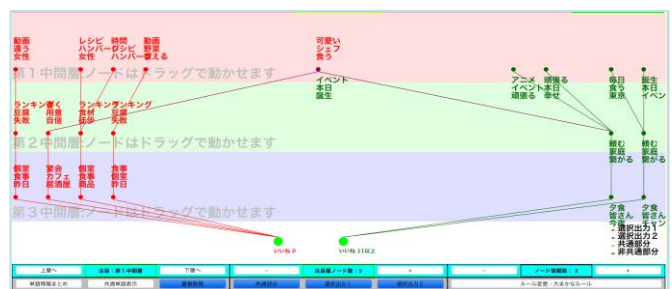 動画
違う
女性
レシピ
ハンバーグ
女性
時間
レシピ
ハンバーグ
動画
野菜
教える
可愛い
シェフ
食う
第1中間層:ノードはドラッグで動かせます
イベント
本日
誕生
アニメ
イベント
頑張る
頑張る
本日
幸せ
毎日
食う
東京
誕生
本日
イベン
ランキング
豆腐
失敗
書く
用意
自信
ランキング
食材
徒歩
ランキング
豆腐
失敗
第2中間層:ノードはドラッグで動かせます
頼む
家庭
繋がる
頼む
家庭
繋がる
個室
食事
昨日
宴会
カフェ
居酒屋
個室
食事
商品
食事
個室
昨日
第3中間層:ノードはドラッグで動かせます
夕食
皆さん
今夜
夕食
皆さん
チャン
選択出力1
選択出力2
共通部分
非共通部分
いいね 0
いいね 11以上
上層へ
注目:第1中間層
下層へ
-
注目層ノード数:5
+
-
ノード情報数:3
+
単語情報まとめ
共通単語表示
重複削除
共通部分
選択出力1
選択出力2
ルール変更:大まかなルール